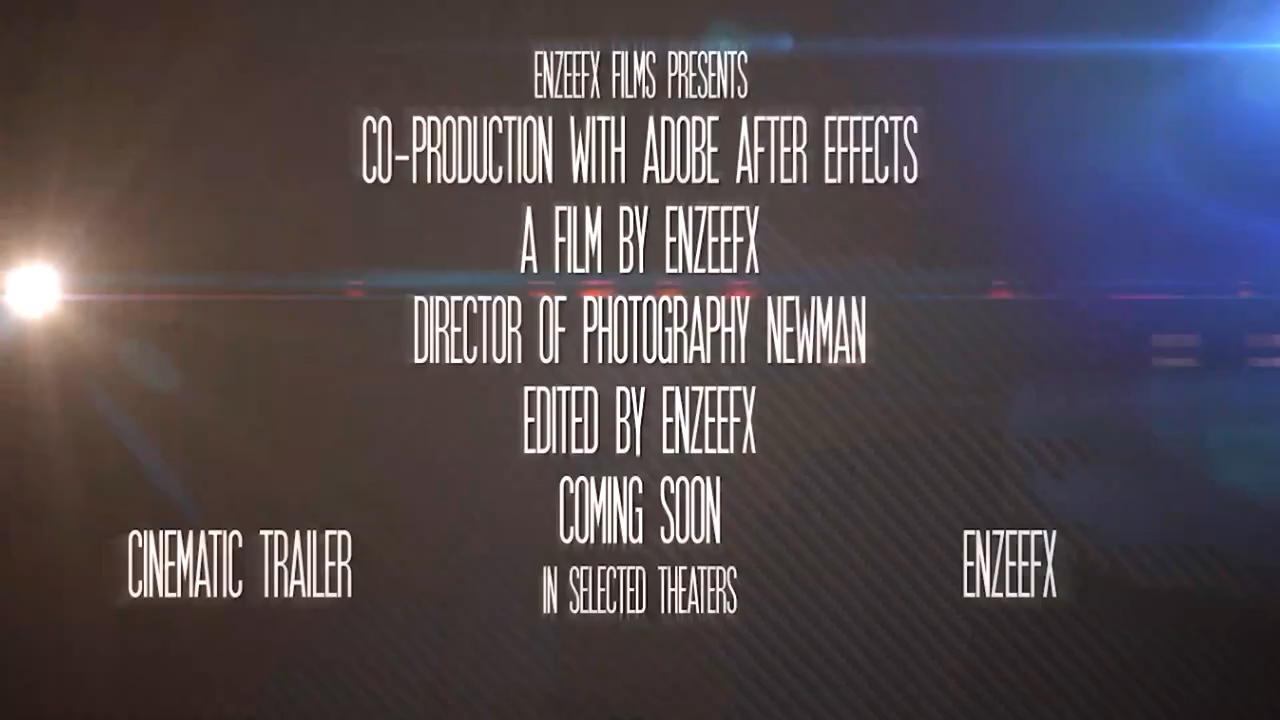 ENZEEFX FILMS PRESENTS
CO-PRODUCTION WITH ADOBE AFTER EFFECTS
A FILM BY ENZEEFX
DIRECTOR OF PHOTOGRAPHY NEWMAN
EDITED BY ENZEEFX
COMING SOON
CINEMATIC TRAILER
IN SELECTED THEATERS
ENZEEFX